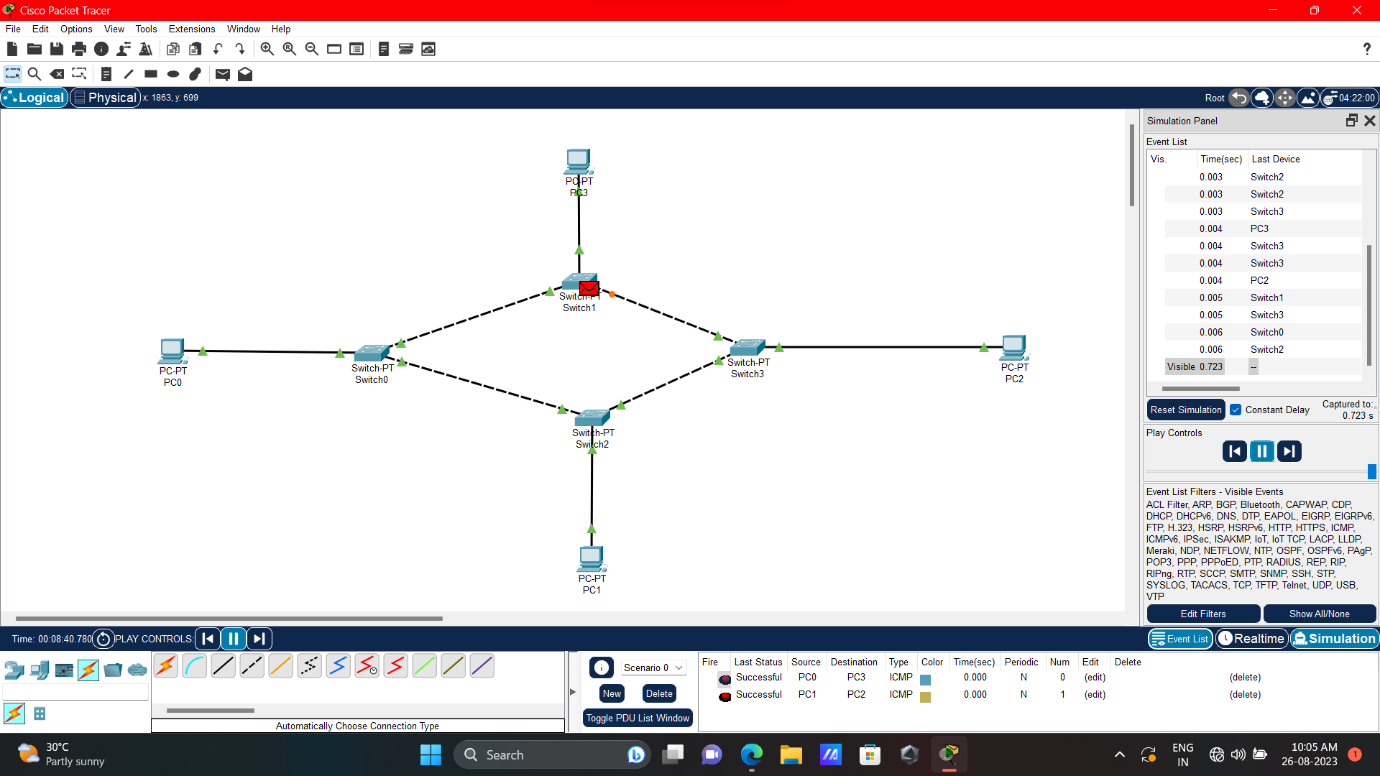 Cisco Packet Tracer
File Edit Options View Tools Extensions Window Help
Logical Physical x: 1863, y: 699
Root 04:22:00
PC-PT
PC3
Switch-PT
Switch1
PC-PT
PC0
Switch-PT
Switch0
Switch-PT
Switch3
PC-PT
PC2
Switch-PT
Switch2
PC-PT
PC1
Simulation Panel
Event List
Vis. Time(sec) Last Device
0.003 Switch2
0.003 Switch2
0.003 Switch3
0.004 PC3
0.004 Switch3
0.004 Switch3
0.004 PC2
0.005 Switch1
0.005 Switch3
0.006 Switch0
0.006 Switch2
Visible 0.723 --
Reset Simulation Constant Delay Captured to:
0.723 s
Play Controls
Event List Filters - Visible Events
ACL Filter, ARP, BGP, Bluetooth, CAPWAP, CDP,
DHCP, DHCPv6, DNS, DTP, EAPOL, EIGRP, EIGRPv6,
FTP, H.323, HSRP, HSRPv6, HTTP, HTTPS, ICMP,
ICMPv6, IPSec, ISAKMP, IoT, IoT TCP, LACP, LLDP,
Meraki, NDP, NETFLOW, NTP, OSPF, OSPFv6, PAgP,
POP3, PPP, PPPoED, PTP, RADIUS, REP, RIP,
RIPng, RTP, SCCP, SMTP, SNMP, SSH, STP,
SYSLOG, TACACS, TCP, TFTP, Telnet, UDP, USB,
VTP
Edit Filters Show All/None
Time: 00:08:40.780 PLAY CONTROLS:
Event List Realtime Simulation
Automatically Choose Connection Type
Scenario 0
New Delete
Toggle PDU List Window
Fire Last Status Source Destination Type Color Time(sec) Periodic Num Edit Delete
Successful PC0 PC3 ICMP 0.000 N 0 (edit) (delete)
Successful PC1 PC2 ICMP 0.000 N 1 (edit) (delete)
30°C
Partly sunny
Search
ENG
IN
10:05 AM
26-08-2023
1